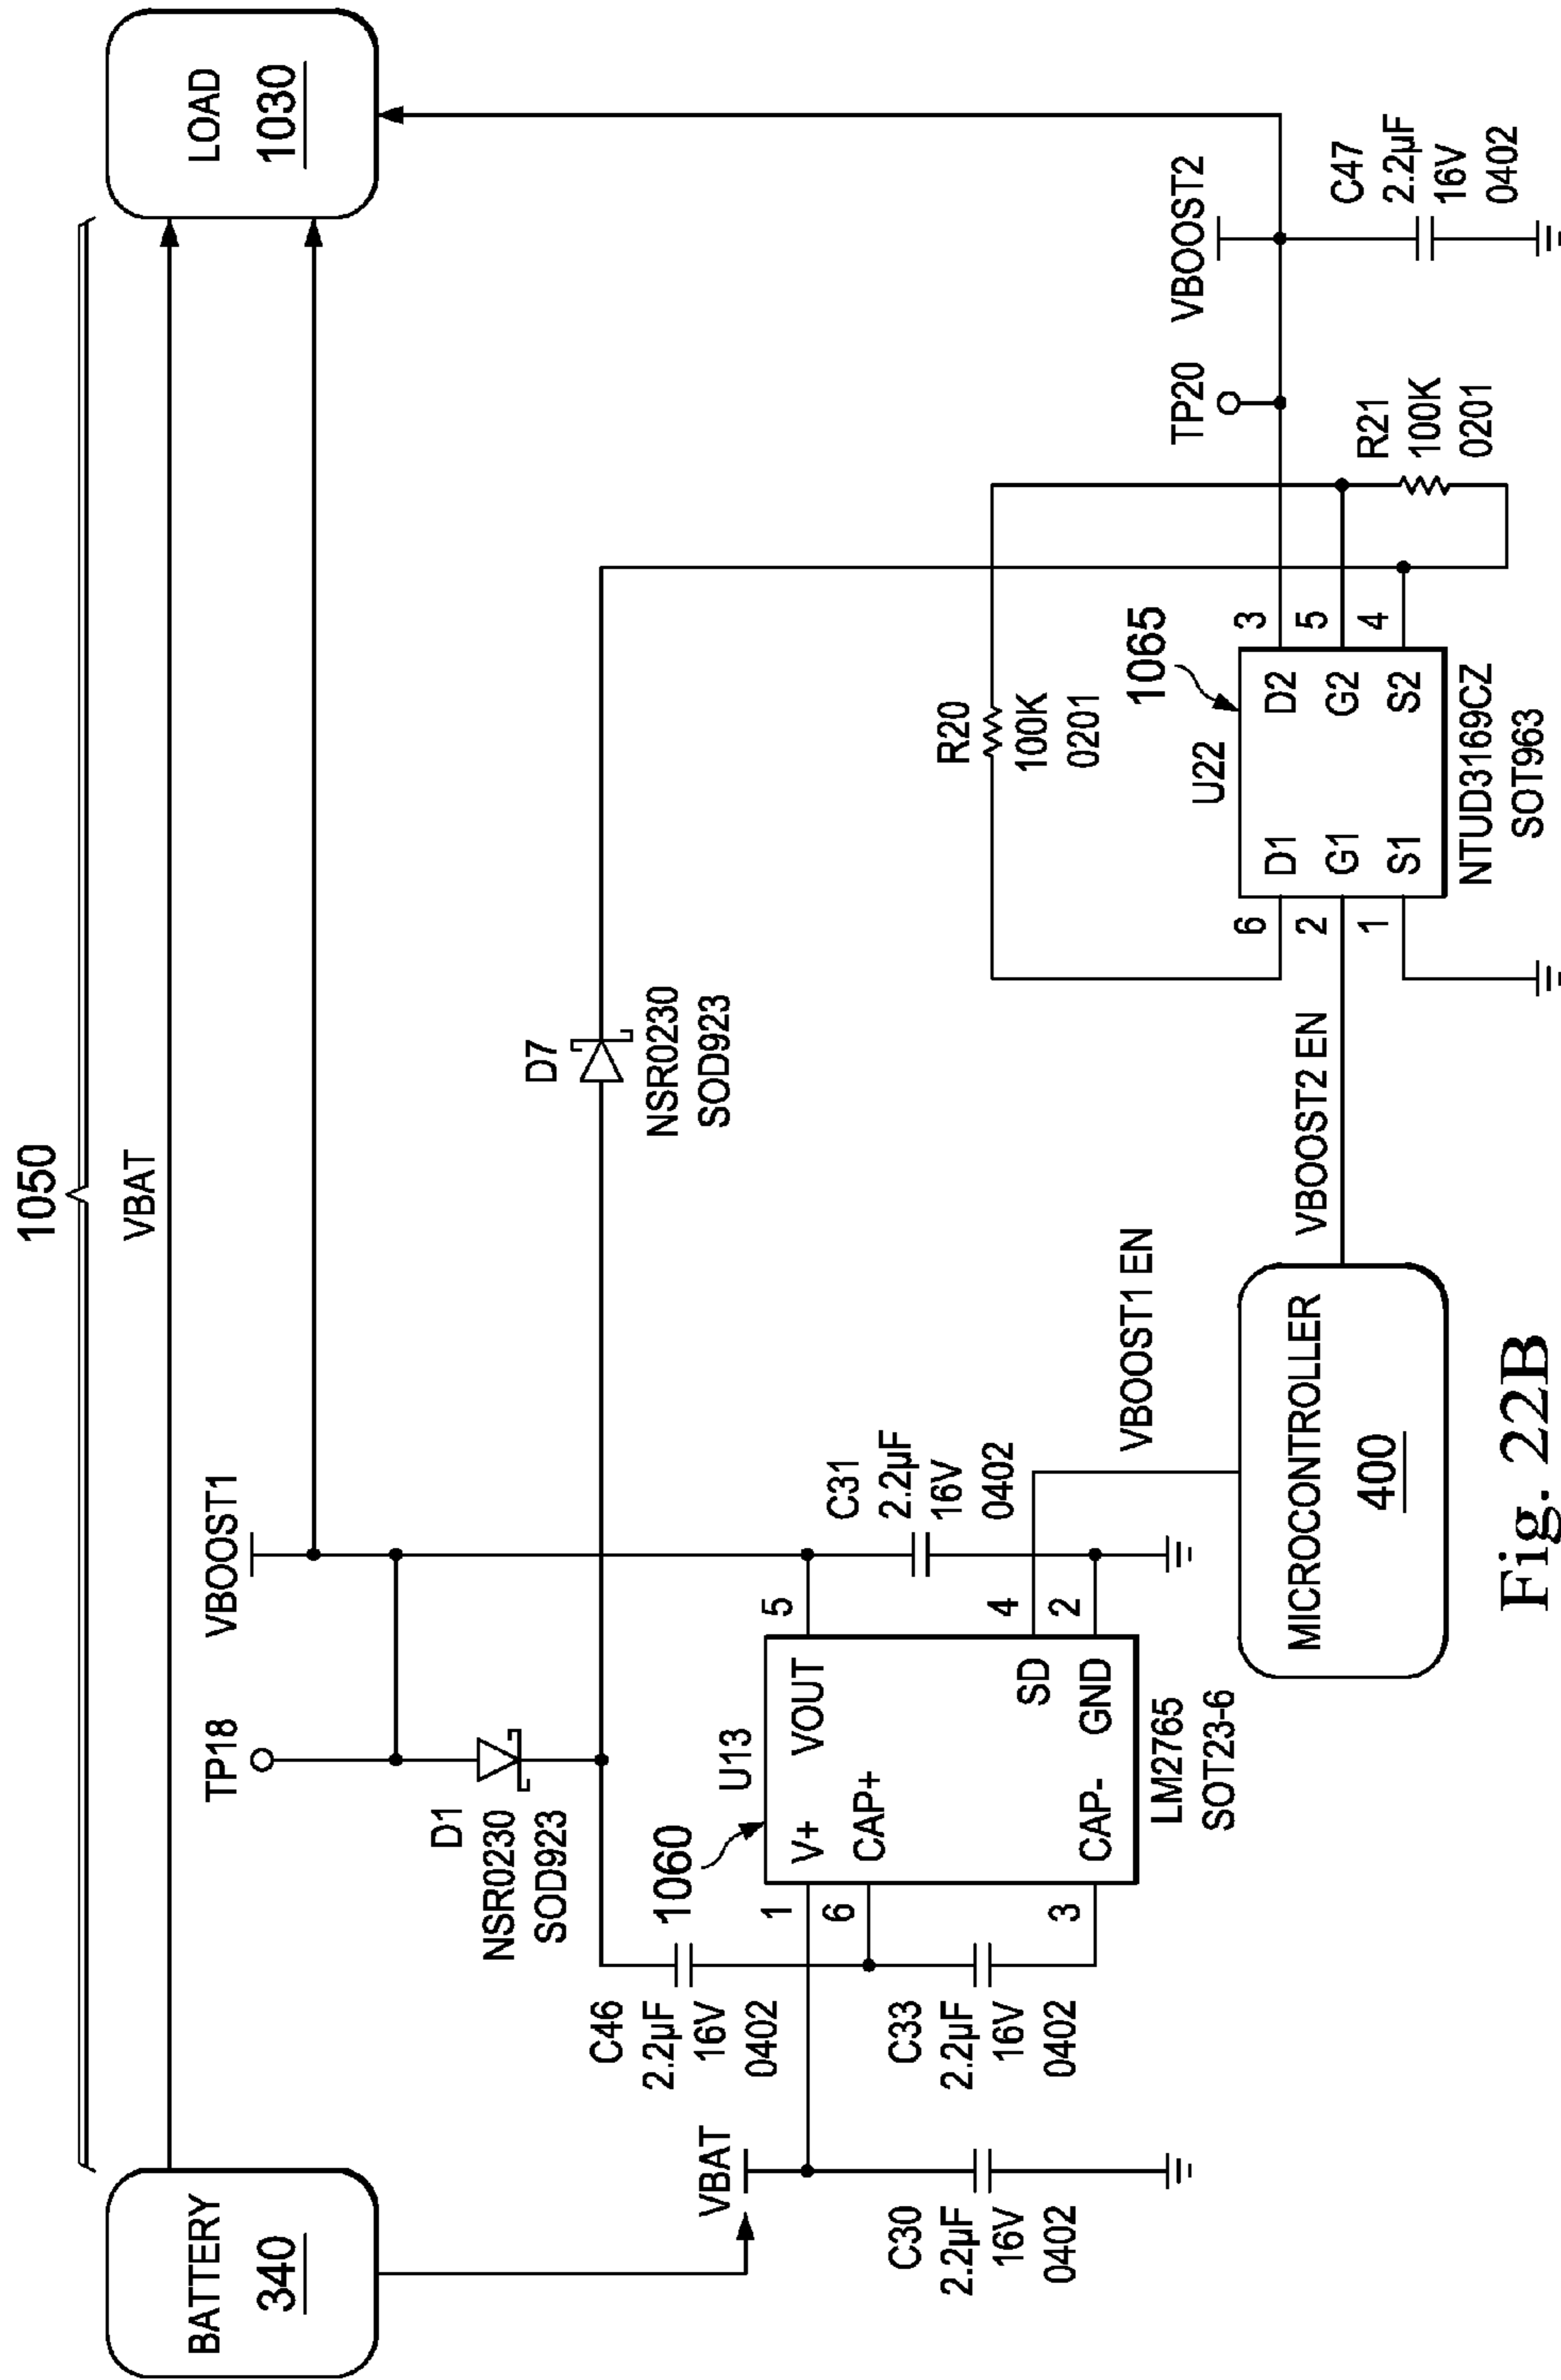 1050
BATTERY
340
VBAT
LOAD
1030
VBOOST1
TP18
D1
NSR0230
SOD923
D7
NSR0230
SOD923
C46
2.2µF
16V
0402
VBAT
C30
2.2µF
16V
0402
C33
2.2µF
16V
0402
1060
U13
1
6
3
V+
CAP+
CAP-
VOUT
SD
GND
5
4
2
LM2765
SOT23-6
C31
2.2µF
16V
0402
VBOOST1 EN
MICROCONTROLLER
400
VBOOST2 EN
R20
100K
0201
1065
U22
6
2
1
D1
G1
S1
D2
G2
S2
3
5
4
NTUD3169CZ
SOT963
TP20
VBOOST2
R21
100K
0201
C47
2.2µF
16V
0402
Fig. 22B